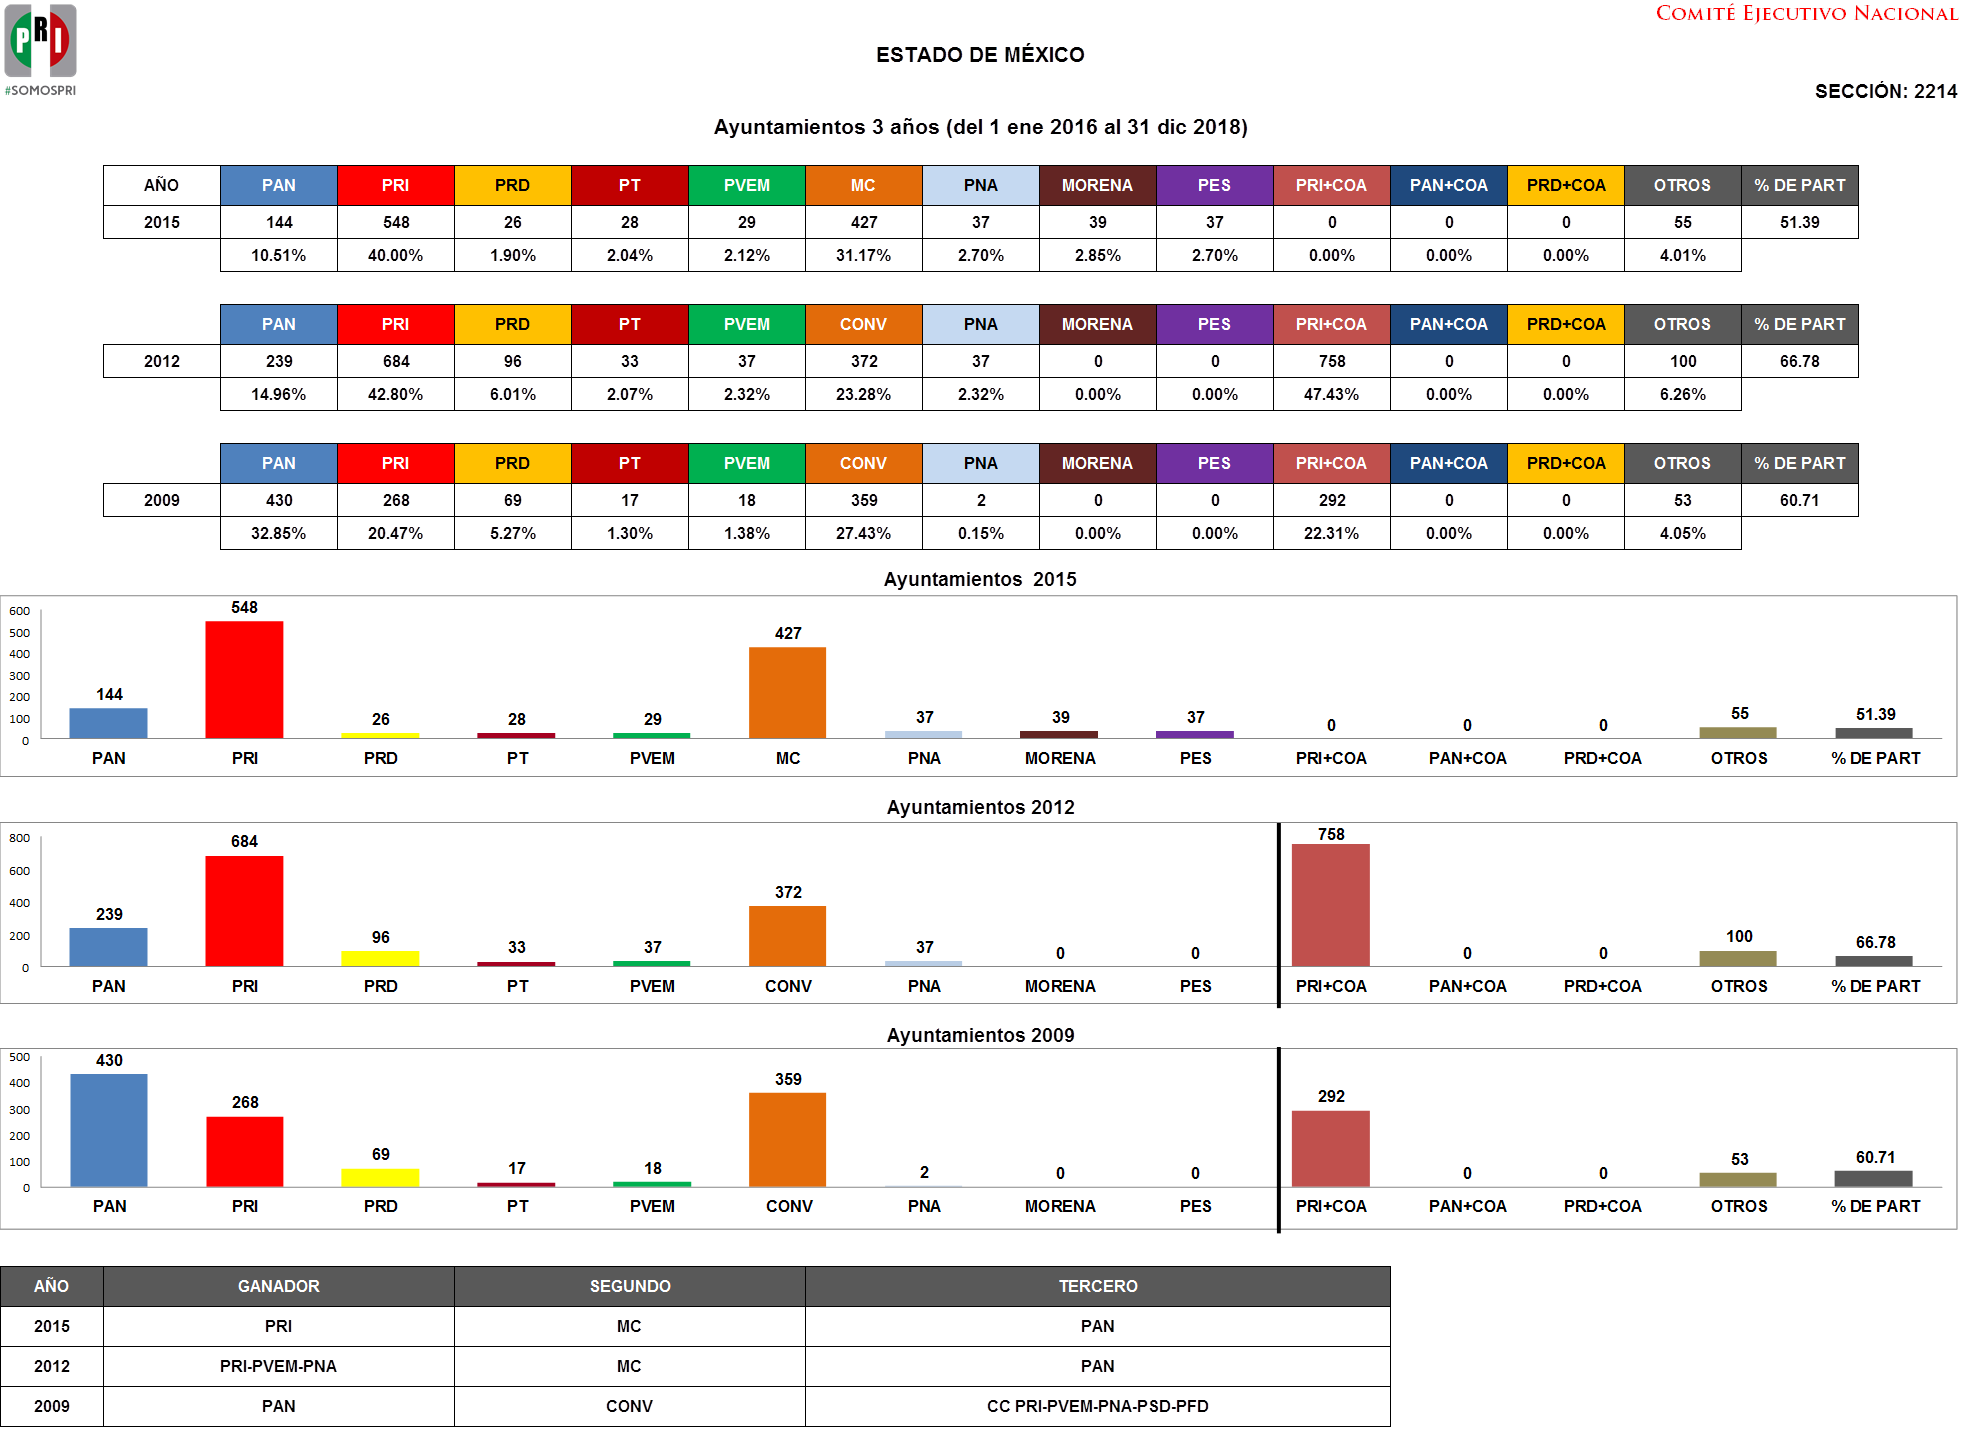 PRI
#SOMOSPRI
COMITÉ EJECUTIVO NACIONAL
ESTADO DE MÉXICO
SECCIÓN: 2214
Ayuntamientos 3 años (del 1 ene 2016 al 31 dic 2018)
AÑO PAN PRI PRD PT PVEM MC PNA MORENA PES PRI+COA PAN+COA PRD+COA OTROS % DE PART
2015 144 548 26 28 29 427 37 39 37 0 0 0 55 51.39
10.51% 40.00% 1.90% 2.04% 2.12% 31.17% 2.70% 2.85% 2.70% 0.00% 0.00% 0.00% 4.01%
PAN PRI PRD PT PVEM CONV PNA MORENA PES PRI+COA PAN+COA PRD+COA OTROS % DE PART
2012 239 684 96 33 37 372 37 0 0 758 0 0 100 66.78
14.96% 42.80% 6.01% 2.07% 2.32% 23.28% 2.32% 0.00% 0.00% 47.43% 0.00% 0.00% 6.26%
PAN PRI PRD PT PVEM CONV PNA MORENA PES PRI+COA PAN+COA PRD+COA OTROS % DE PART
2009 430 268 69 17 18 359 2 0 0 292 0 0 53 60.71
32.85% 20.47% 5.27% 1.30% 1.38% 27.43% 0.15% 0.00% 0.00% 22.31% 0.00% 0.00% 4.05%
Ayuntamientos 2015
600
500
400
300
200
100
0
144 548 26 28 29 427 37 39 37 0 0 0 55 51.39
PAN PRI PRD PT PVEM MC PNA MORENA PES PRI+COA PAN+COA PRD+COA OTROS % DE PART
Ayuntamientos 2012
800
600
400
200
0
239 684 96 33 37 372 37 0 0 758 0 0 100 66.78
PAN PRI PRD PT PVEM CONV PNA MORENA PES PRI+COA PAN+COA PRD+COA OTROS % DE PART
Ayuntamientos 2009
500
400
300
200
100
0
430 268 69 17 18 359 2 0 0 292 0 0 53 60.71
PAN PRI PRD PT PVEM CONV PNA MORENA PES PRI+COA PAN+COA PRD+COA OTROS % DE PART
AÑO GANADOR SEGUNDO TERCERO
2015 PRI MC PAN
2012 PRI-PVEM-PNA MC PAN
2009 PAN CONV CC PRI-PVEM-PNA-PSD-PFD